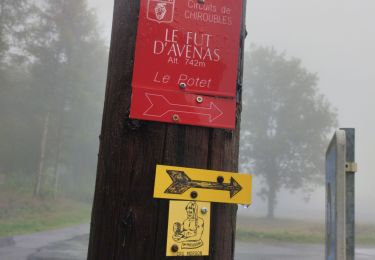 Circuits de
CHIROUBLES
LE FUT
D'AVENAS
Alt. 742m
Le Potet